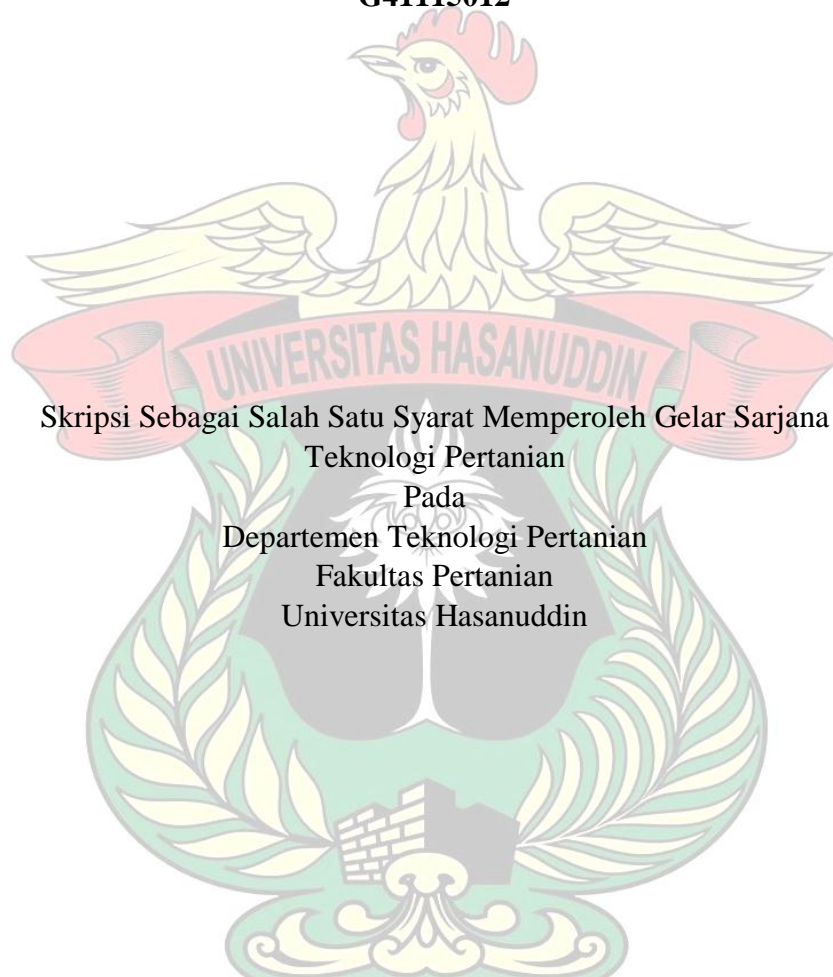 G41115012
UNIVERSITAS HASANUDDIN
Skripsi Sebagai Salah Satu Syarat Memperoleh Gelar Sarjana
Teknologi Pertanian
Pada
Departemen Teknologi Pertanian
Fakultas Pertanian
Universitas Hasanuddin